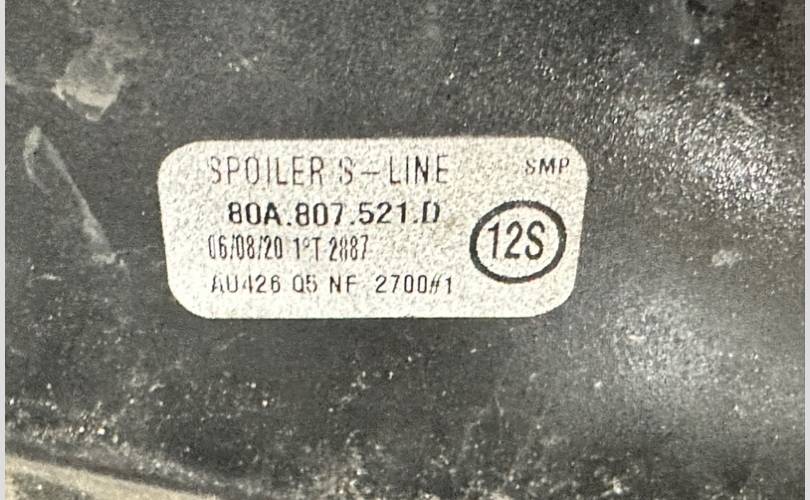 SPOILER S-LINE SMP
80A.807.521.D
06/08/20 1°T 2887
12S
AU426 Q5 NF 2700#1